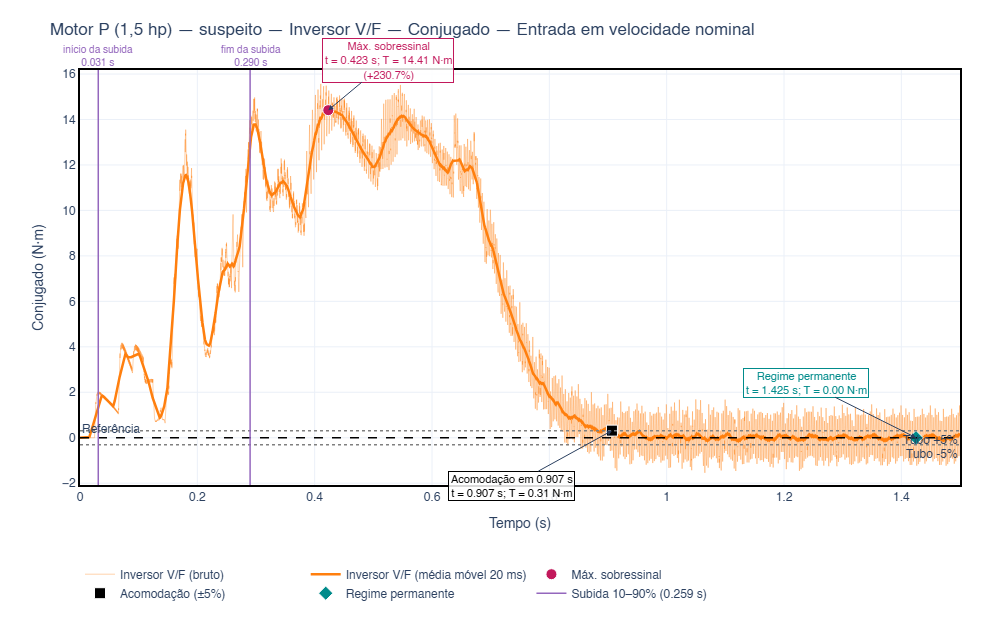 Motor P (1,5 hp) — suspeito — Inversor V/F — Conjugado — Entrada em velocidade nominal
início da subida
0.031 s
fim da subida
0.290 s
Máx. sobressinal
t = 0.423 s; T = 14.41 N·m
(+230.7%)
16
14
12
10
8
6
4
2
0
−2
Conjugado (N·m)
Referência
Regime permanente
t = 1.425 s; T = 0.00 N·m
Tubo +5%
Tubo -5%
Acomodação em 0.907 s
t = 0.907 s; T = 0.31 N·m
0
0.2
0.4
0.6
1
1.2
1.4
Tempo (s)
Inversor V/F (bruto)
Inversor V/F (média móvel 20 ms)
Máx. sobressinal
Acomodação (±5%)
Regime permanente
Subida 10–90% (0.259 s)